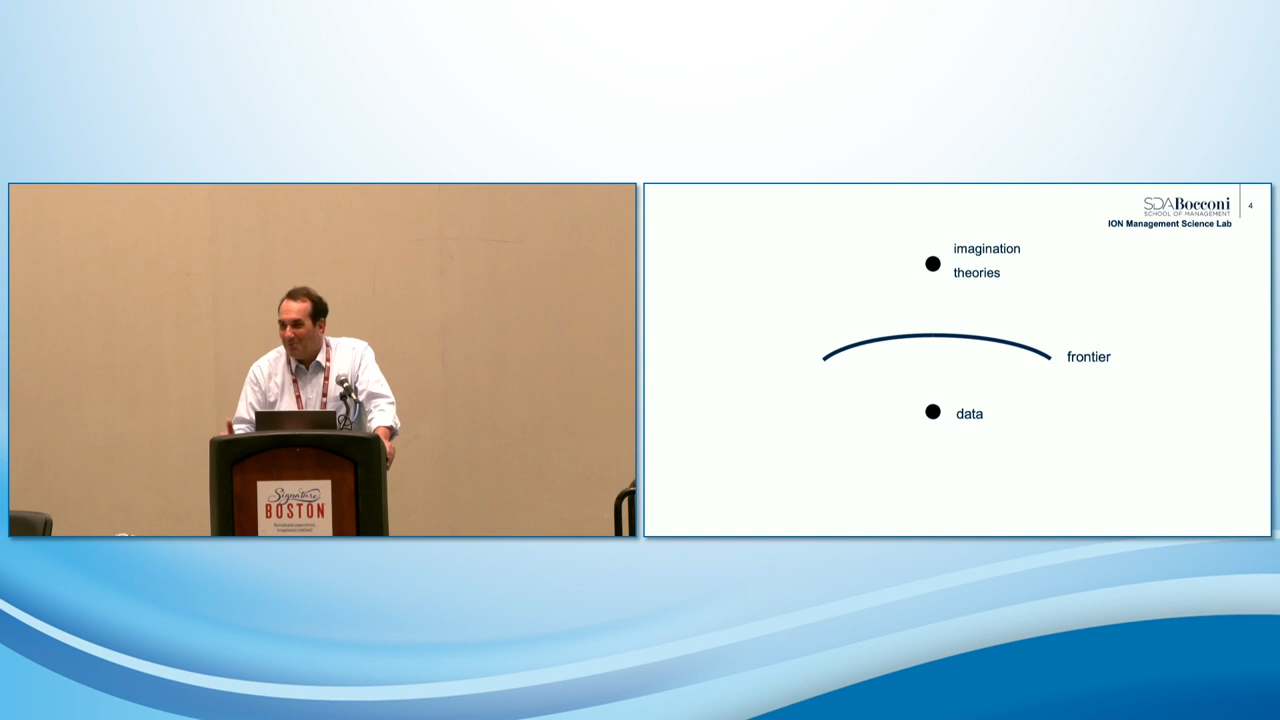 Signature
BOSTON
SDABocconi
SCHOOL OF MANAGEMENT
4
ION Management Science Lab
imagination
theories
frontier
data